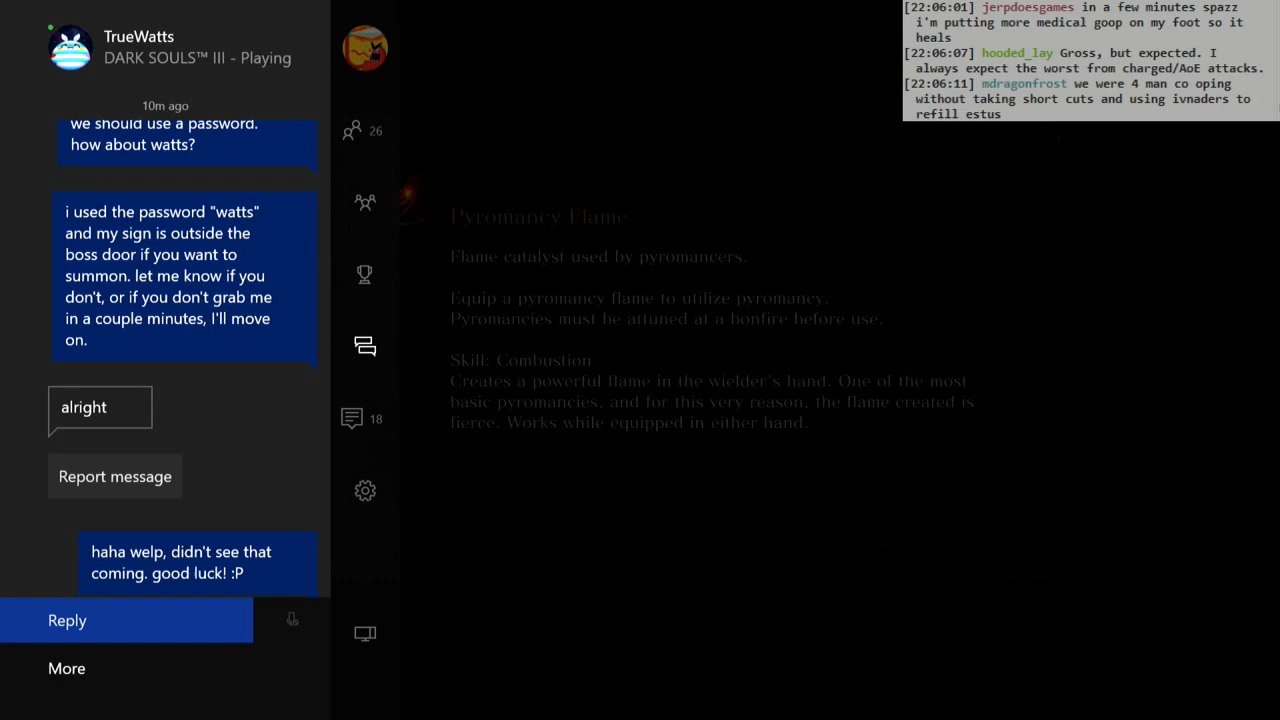 TrueWatts
DARK SOULS™ III - Playing
10m ago
we should use a password.
how about watts?
i used the password "watts"
and my sign is outside the
boss door if you want to
summon. let me know if you
don't, or if you don't grab me
in a couple minutes, I'll move
on.
alright
Report message
haha welp, didn't see that
coming. good luck! :P
Reply
More
26
18
Pyromancy Flame
Flame catalyst used by pyromancers.
Equip a pyromancy flame to utilize pyromancy.
Pyromancies must be attuned at a bonfire before use.
Skill: Combustion
Creates a powerful flame in the wielder's hand. One of the most
basic pyromancies, and for this very reason, the flame created is
fierce. Works while equipped in either hand.
[22:06:01] jerpdoesgames in a few minutes spazz
i'm putting more medical goop on my foot so it
heals
[22:06:07] hooded_lay Gross, but expected. I
always expect the worst from charged/AoE attacks.
[22:06:11] mdragonfrost we were 4 man co oping
without taking short cuts and using ivnaders to
refill estus